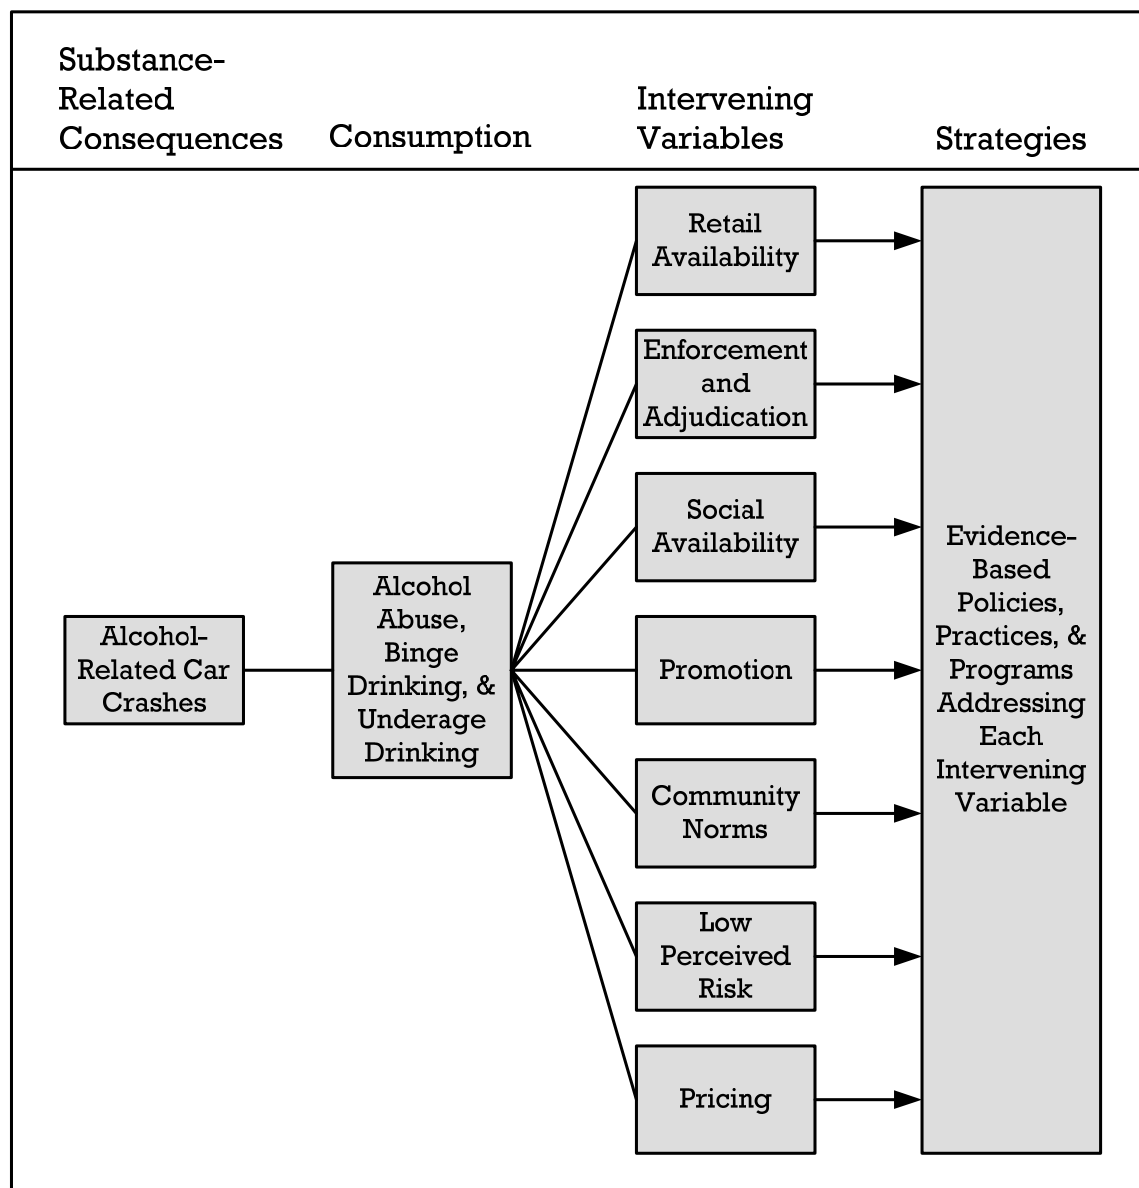 Substance-
Related
Consequences
Consumption
Intervening
Variables
Strategies
Alcohol-
Related Car
Crashes
Alcohol
Abuse,
Binge
Drinking, &
Underage
Drinking
Retail
Availability
Enforcement
and
Adjudication
Social
Availability
Promotion
Community
Norms
Low
Perceived
Risk
Pricing
Evidence-
Based
Policies,
Practices, &
Programs
Addressing
Each
Intervening
Variable